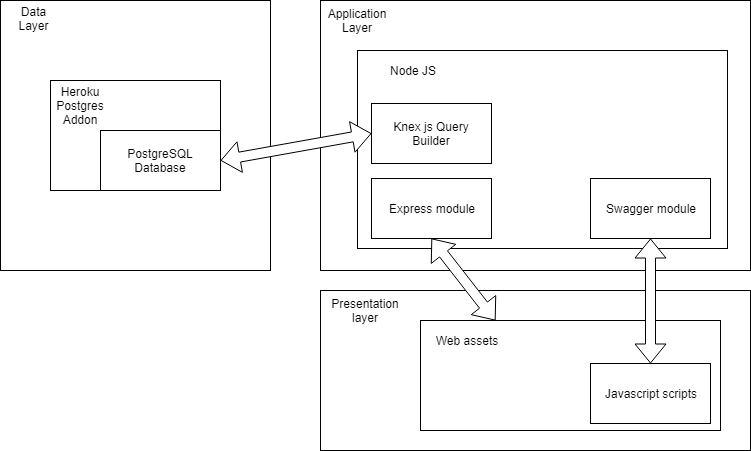 Data
Layer
Heroku
Postgres
Addon
PostgreSQL
Database
Application
Layer
Node JS
Knex js Query
Builder
Express module
Swagger module
Presentation
layer
Web assets
Javascript scripts